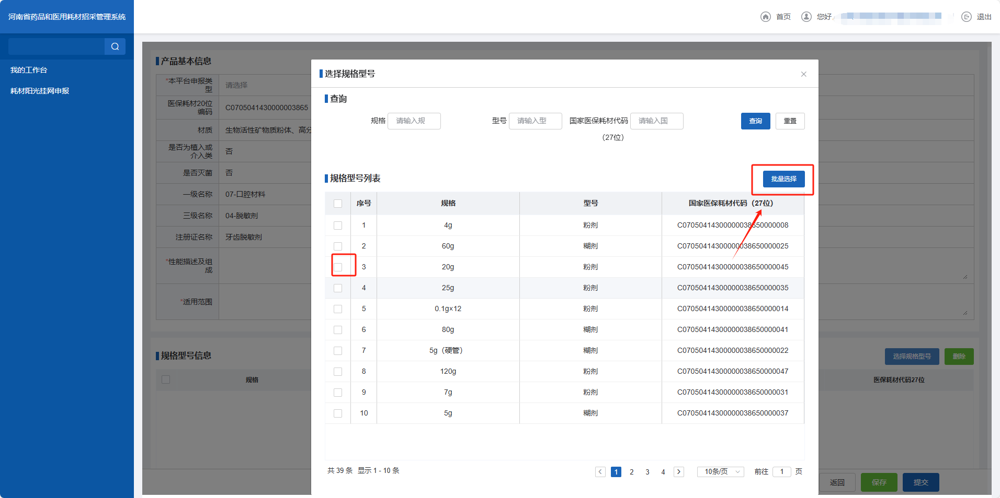 河南省药品和医用耗材招采管理系统
首页
您好,
退出
我的工作台
耗材阳光挂网申报
产品基本信息
*本平台申报类型
请选择
医保耗材20位编码
C0705041430000003865
材质
生物活性矿物质粉体、高分
是否为植入或介入类
否
是否灭菌
否
一级名称
07-口腔材料
三级名称
04-脱敏剂
注册证名称
牙齿脱敏剂
*性能描述及组成
*适用范围
规格型号信息
选择规格型号 删除
规格
医保耗材代码27位
返回 保存 提交
选择规格型号
查询
规格 请输入规
型号 请输入型
国家医保耗材代码（27位） 请输入国
查询 重置
规格型号列表
批量选择
序号 规格 型号 国家医保耗材代码（27位）
1 4g 粉剂 C07050414300000038650000008
2 60g 糊剂 C07050414300000038650000025
3 20g 粉剂 C07050414300000038650000045
4 25g 粉剂 C07050414300000038650000035
5 0.1g×12 粉剂 C07050414300000038650000014
6 80g 糊剂 C07050414300000038650000041
7 5g（硬管） 糊剂 C07050414300000038650000022
8 120g 粉剂 C07050414300000038650000047
9 7g 粉剂 C07050414300000038650000031
10 5g 糊剂 C07050414300000038650000037
共 39 条 显示 1 - 10 条
1 2 3 4 10条/页 前往 1 页